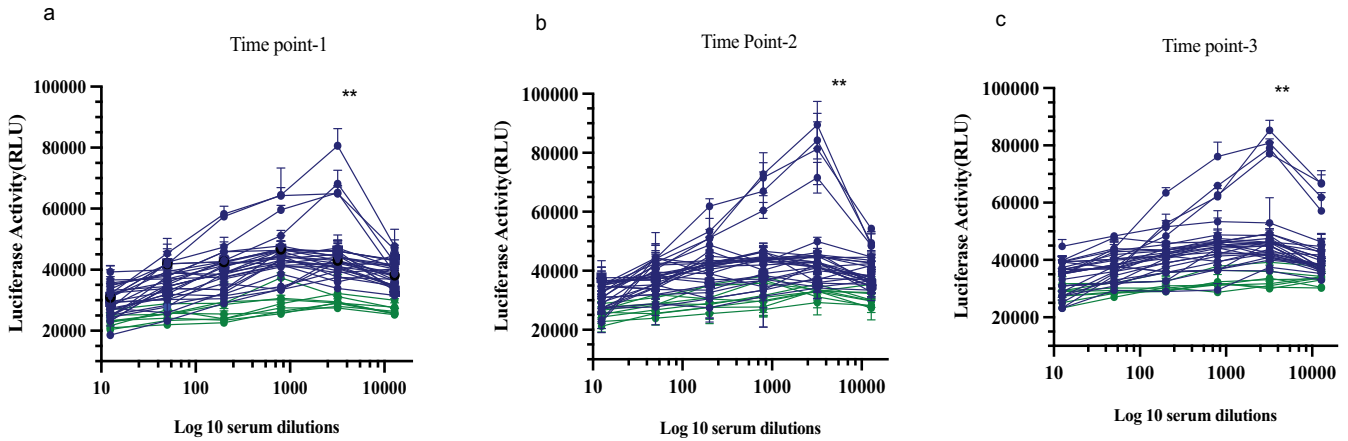 a
Time point-1
**
100000
80000
60000
40000
20000
Luciferase Activity(RLU)
10
100
1000
10000
Log 10 serum dilutions
b
Time Point-2
**
100000
80000
60000
40000
20000
Luciferase Activity(RLU)
10
100
1000
10000
Log 10 serum dilutions
c
Time point-3
**
100000
80000
60000
40000
20000
Luciferase Activity(RLU)
10
100
1000
10000
Log 10 serum dilutions